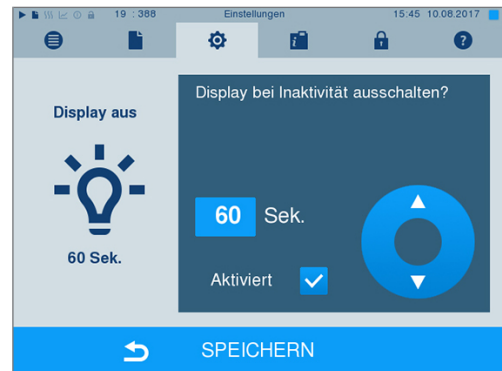 19 : 388 Einstellungen 15:45 10.08.2017
Display aus
60 Sek.
Display bei Inaktivität ausschalten?
60 Sek.
Aktiviert
SPEICHERN